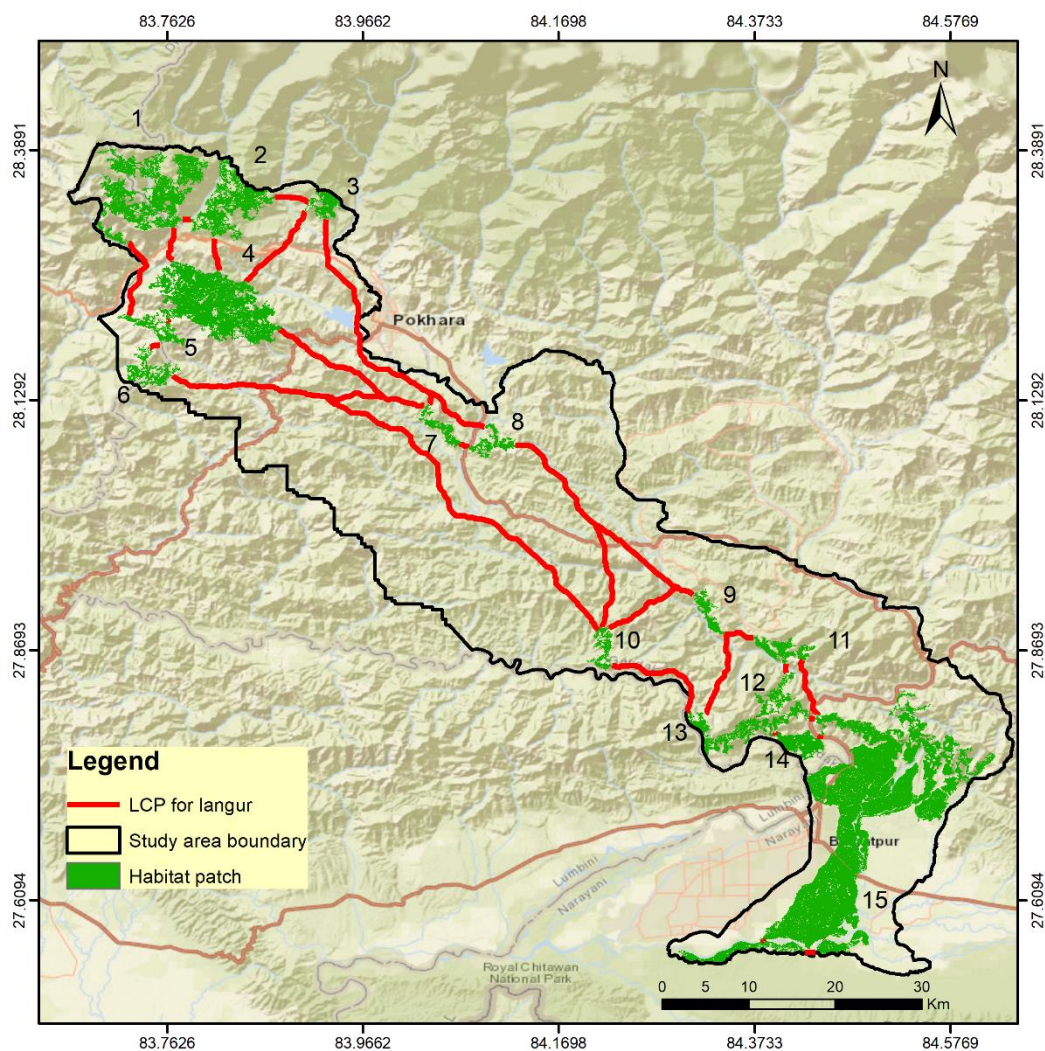 83.7626 83.9662 84.1698 84.3733 84.5769
N
1
28.3891 28.3891
2
3
4
Pokhara
5
6
28.1292 28.1292
7
8
9
10
11
27.8693 27.8693
12
13
14
Legend
LCP for langur
Study area boundary
Habitat patch
Lumbini
15
27.6094 27.6094
Lumbini
Narayani
Royal Chitawan
National Park
0 5 10 20 30
Km
83.7626 83.9662 84.1698 84.3733 84.5769